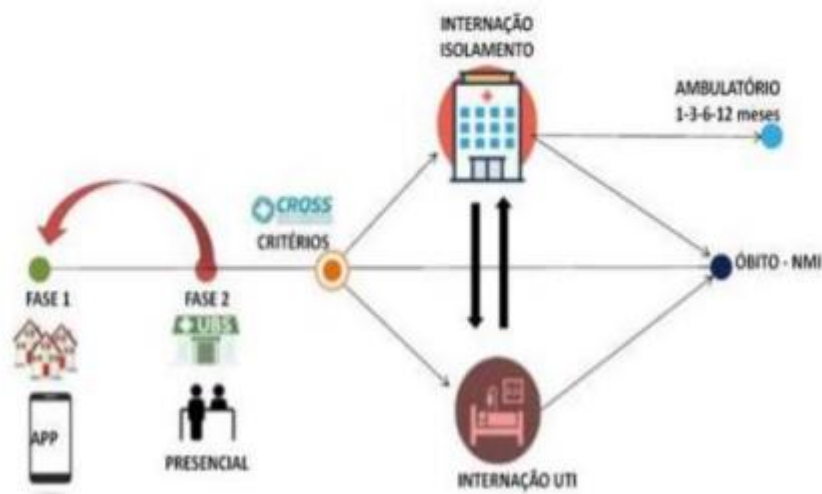 INTERNAÇÃO
ISOLAMENTO
AMBULATÓRIO
1-3-6-12 meses
CROSS
CRITÉRIOS
ÓBITO - NMI
FASE 1
FASE 2
UBS
APP
PRESENCIAL
INTERNAÇÃO UTI